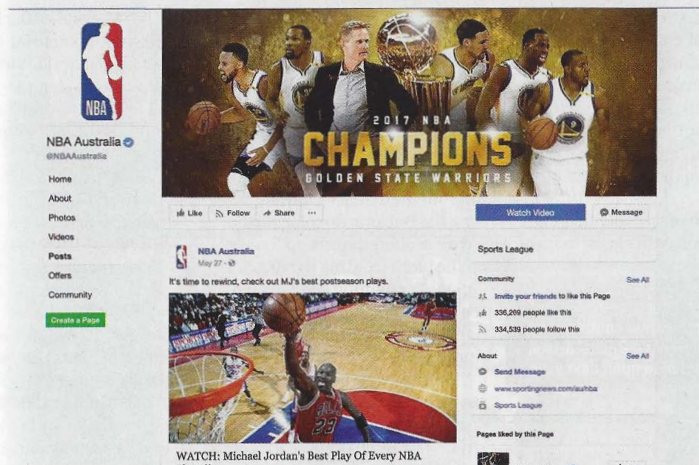 NBA
2017 NBA
CHAMPIONS
GOLDEN STATE WARRIORS
NBA Australia
@NBAAustralia
Home
About
Photos
Videos
Posts
Offers
Community
Create a Page
Like
Follow
Share
Watch Video
Message
NBA Australia
May 27
It's time to rewind, check out MJ's best postseason plays.
23
WATCH: Michael Jordan's Best Play Of Every NBA
Sports League
Community See All
Invite your friends to like this Page
336,269 people like this
334,539 people follow this
About See All
Send Message
www.sportingnews.com/au/nba
Sports League
Pages liked by this Page